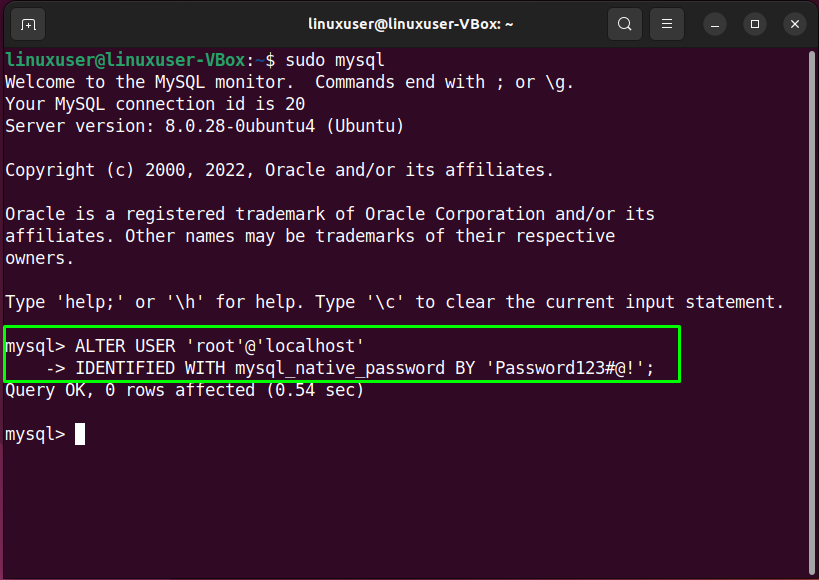 linuxuser@linuxuser-VBox: ~
linuxuser@linuxuser-VBox:~$ sudo mysql
Welcome to the MySQL monitor.  Commands end with ; or \g.
Your MySQL connection id is 20
Server version: 8.0.28-0ubuntu4 (Ubuntu)
Copyright (c) 2000, 2022, Oracle and/or its affiliates.
Oracle is a registered trademark of Oracle Corporation and/or its
affiliates. Other names may be trademarks of their respective
owners.
Type 'help;' or '\h' for help. Type '\c' to clear the current input statement.
mysql> ALTER USER 'root'@'localhost'
    -> IDENTIFIED WITH mysql_native_password BY 'Password123#@!';
Query OK, 0 rows affected (0.54 sec)
mysql>